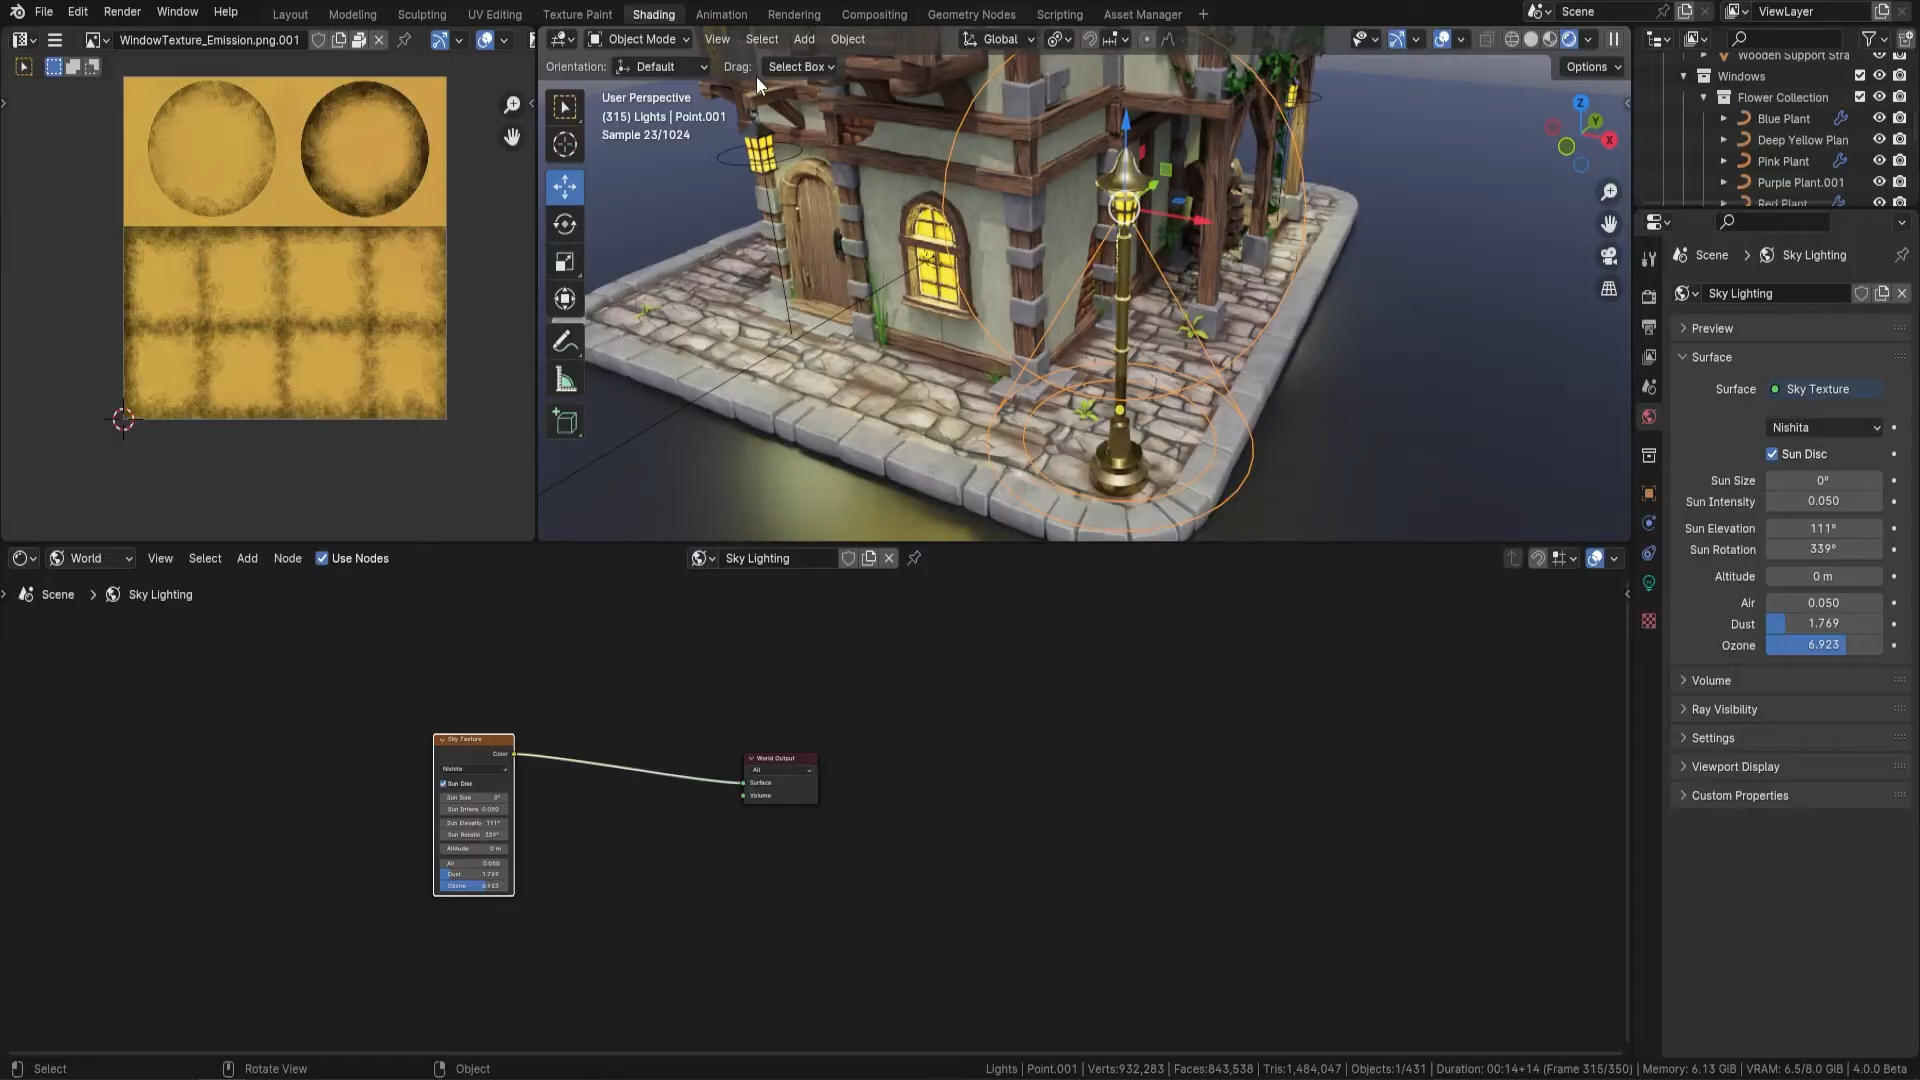 File Edit Render Window Help
Layout Modeling Sculpting UV Editing Texture Paint Shading Animation Rendering Compositing Geometry Nodes Scripting Asset Manager +
Scene
ViewLayer
WindowTexture_Emission.png.001
Object Mode View Select Add Object Global
Orientation: Default Drag: Select Box Options
User Perspective
(315) Lights | Point.001
Sample 23/1024
Z
Y
X
Wooden Support Stra
Windows
Flower Collection
Blue Plant
Deep Yellow Plan
Pink Plant
Purple Plant.001
Red Plant
Scene > Sky Lighting
Sky Lighting
Preview
Surface
Surface Sky Texture
Nishita
Sun Disc
Sun Size 0°
Sun Intensity 0.050
Sun Elevation 111°
Sun Rotation 339°
Altitude 0 m
Air 0.050
Dust 1.769
Ozone 6.923
Volume
Ray Visibility
Settings
Viewport Display
Custom Properties
World View Select Add Node Use Nodes Sky Lighting
Scene > Sky Lighting
Sky Texture
Color
Nishita
Sun Disc
Sun Size 0°
Sun Intens 0.050
Sun Elevatio 111°
Sun Rotatio 339°
Altitude 0 m
Air 0.050
Dust 1.769
Ozone 6.923
World Output
All
Surface
Volume
Select Rotate View Object
Lights | Point.001 | Verts:932,283 | Faces:843,538 | Tris:1,484,047 | Objects:1/431 | Duration: 00:14+14 (Frame 315/350) | Memory: 6.13 GiB | VRAM: 6.5/8.0 GiB | 4.0.0 Beta